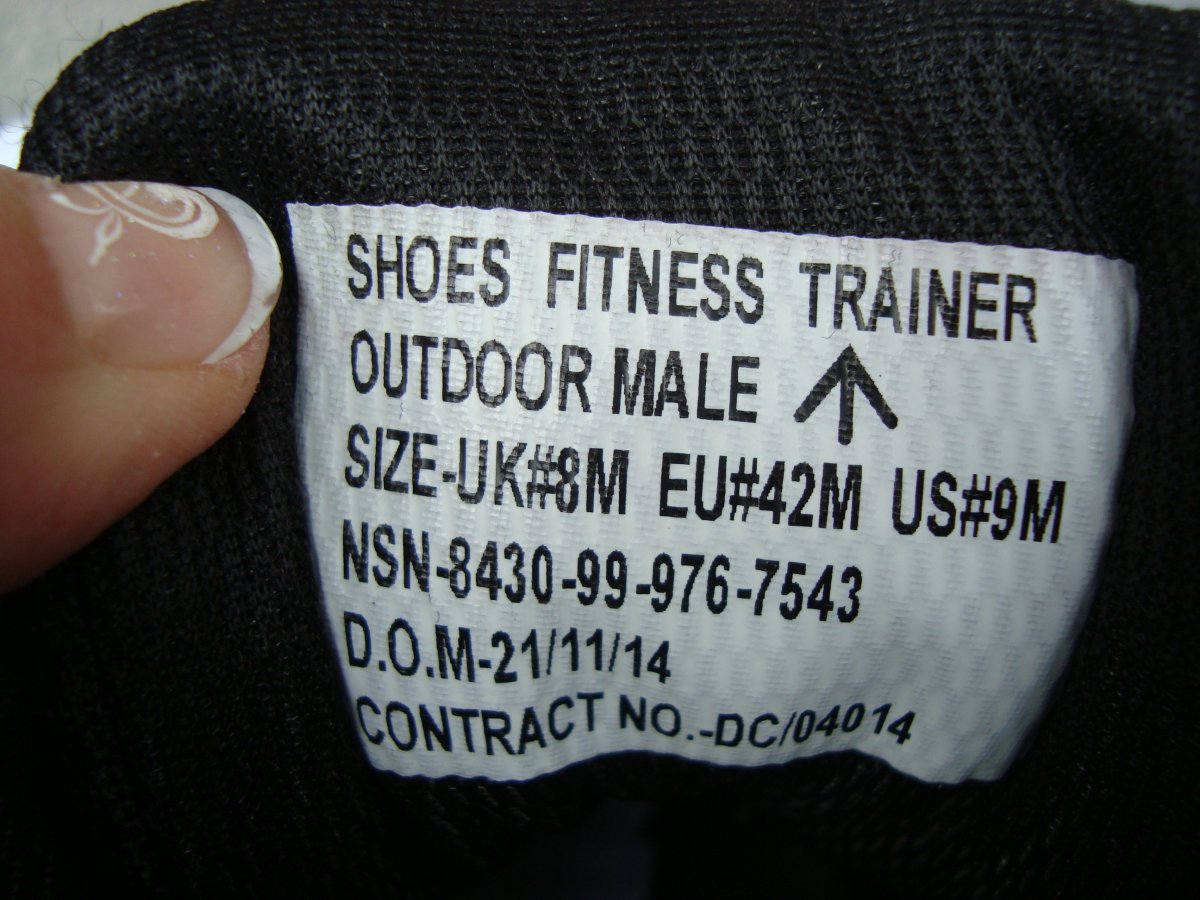 SHOES FITNESS TRAINER
OUTDOOR MALE ↑
SIZE-UK#8M EU#42M US#9M
NSN-8430-99-976-7543
D.O.M-21/11/14
CONTRACT NO.-DC/04014